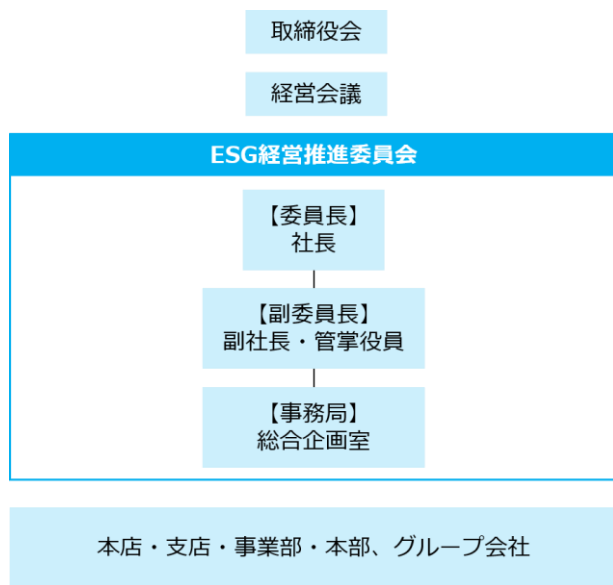 取締役会
経営会議
ESG経営推進委員会
【委員長】
社長
【副委員長】
副社長・管掌役員
【事務局】
総合企画室
本店・支店・事業部・本部、グループ会社